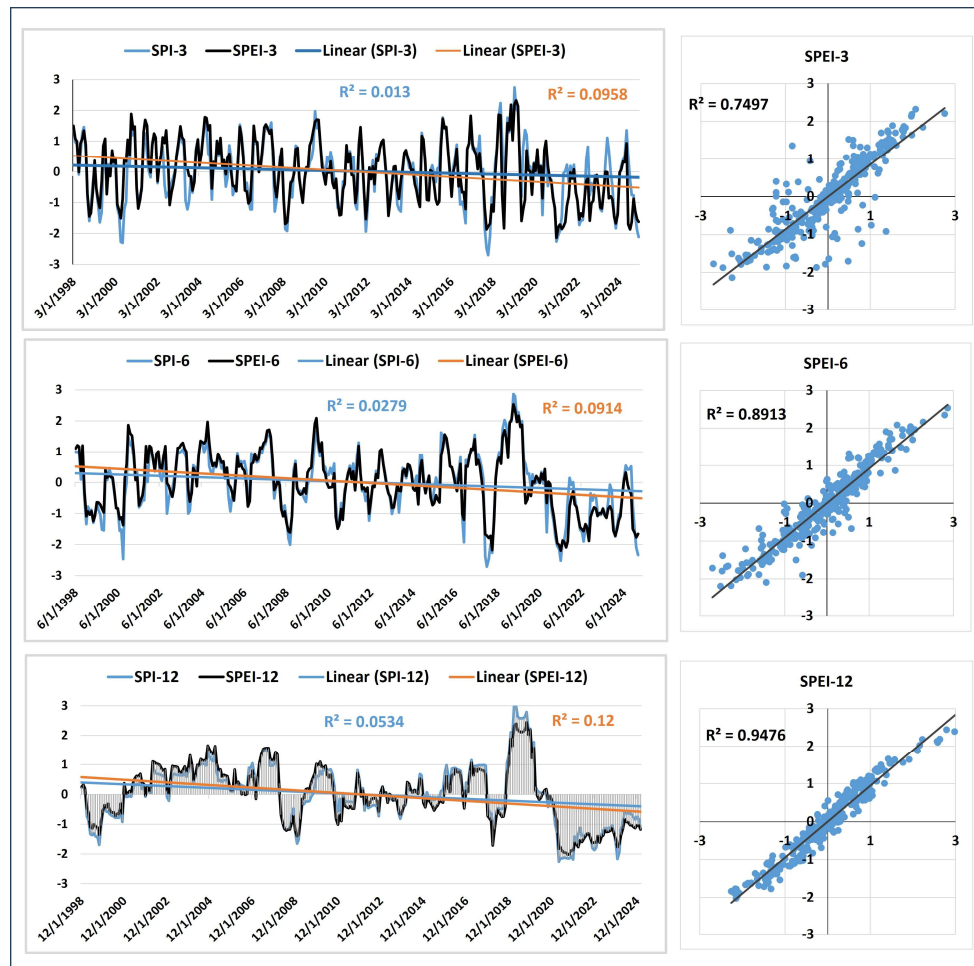 SPI-3 SPEI-3 Linear (SPI-3) Linear (SPEI-3)
R² = 0.013 R² = 0.0958
3
2
1
0
-1
-2
-3
3/1/1998 3/1/2000 3/1/2002 3/1/2004 3/1/2006 3/1/2008 3/1/2010 3/1/2012 3/1/2014 3/1/2016 3/1/2018 3/1/2020 3/1/2022 3/1/2024
SPEI-3
R² = 0.7497
3
2
1
0
-3 -1 1 3
-1
-2
-3
SPI-6 SPEI-6 Linear (SPI-6) Linear (SPEI-6)
R² = 0.0279 R² = 0.0914
3
2
1
0
-1
-2
-3
6/1/1998 6/1/2000 6/1/2002 6/1/2004 6/1/2006 6/1/2008 6/1/2010 6/1/2012 6/1/2014 6/1/2016 6/1/2018 6/1/2020 6/1/2022 6/1/2024
SPEI-6
R² = 0.8913
3
2
1
0
-3 -1 1 3
-1
-2
-3
SPI-12 SPEI-12 Linear (SPI-12) Linear (SPEI-12)
R² = 0.0534 R² = 0.12
3
2
1
0
-1
-2
-3
12/1/1998 12/1/2000 12/1/2002 12/1/2004 12/1/2006 12/1/2008 12/1/2010 12/1/2012 12/1/2014 12/1/2016 12/1/2018 12/1/2020 12/1/2022 12/1/2024
SPEI-12
R² = 0.9476
3
2
1
0
-3 -1 1 3
-1
-2
-3